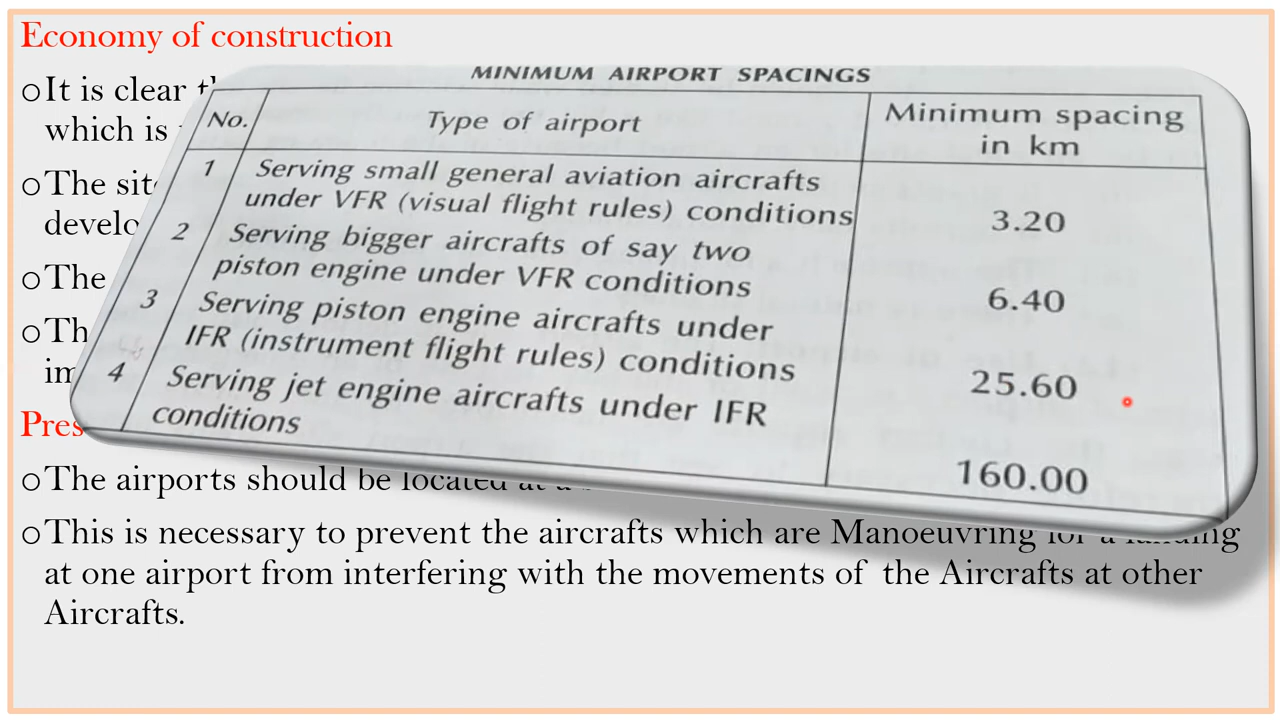 Economy of construction
oIt is clear
which is
oThe
develo
oThe
oTh
im
MINIMUM AIRPORT SPACINGS
No. Type of airport Minimum spacing in km
1 Serving small general aviation aircrafts
under VFR (visual flight rules) conditions 3.20
2 Serving bigger aircrafts of say two
piston engine under VFR conditions 6.40
3 Serving piston engine aircrafts under
IFR (instrument flight rules) conditions 25.60
4 Serving jet engine aircrafts under IFR
conditions 160.00
Pres
oThe airports should be located at a
oThis is necessary to prevent the aircrafts which are Manoeuvring for a landing
at one airport from interfering with the movements of the Aircrafts at other
Aircrafts.